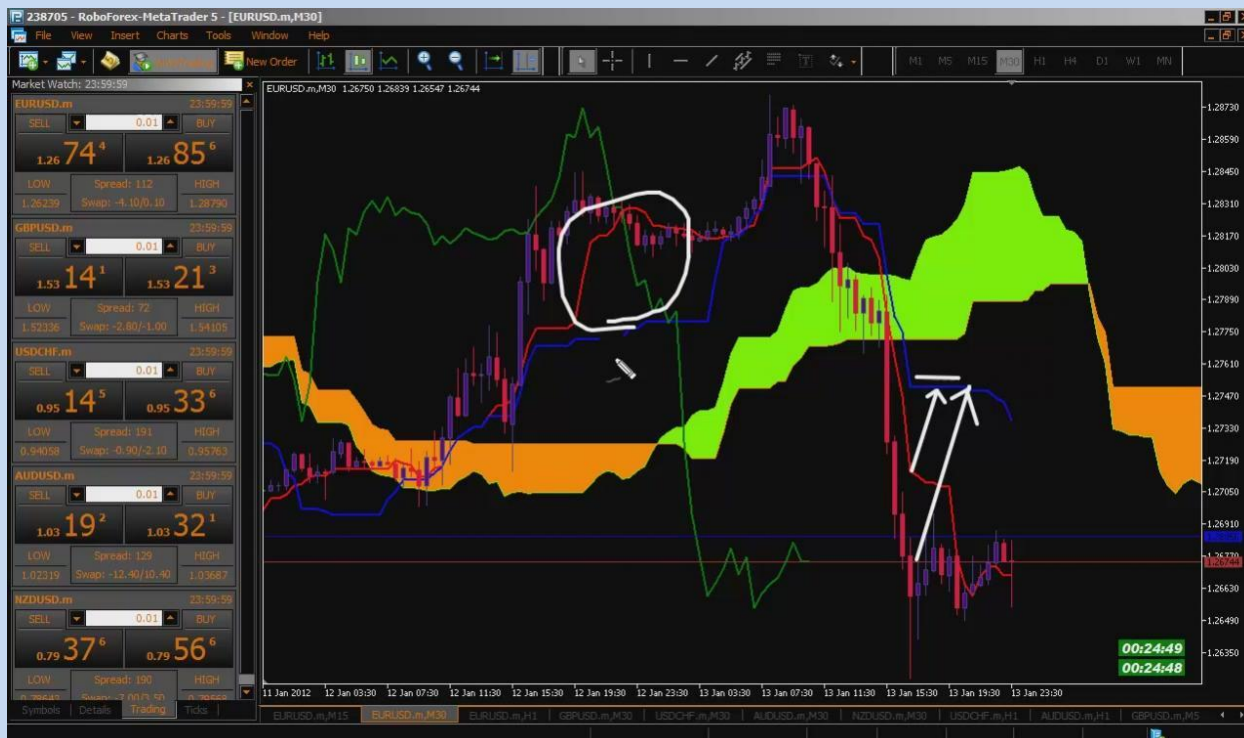 238705 - RoboForex-MetaTrader 5 - [EURUSD.m,M30]
File View Insert Charts Tools Window Help
New Order M1 M5 M15 M30 H1 H4 D1 W1 MN
Market Watch: 23:59:59
EURUSD.m 23:59:59
SELL 0.01 BUY
1.26 74 4 1.26 85 6
LOW Spread: 112 HIGH
1.26239 Swap: -4.10/0.10 1.28790
GBPUSD.m 23:59:59
SELL 0.01 BUY
1.53 14 1 1.53 21 3
LOW Spread: 72 HIGH
1.52336 Swap: -2.80/-1.00 1.54105
USDCHF.m 23:59:59
SELL 0.01 BUY
0.95 14 5 0.95 33 6
LOW Spread: 191 HIGH
0.94058 Swap: -0.90/-2.10 0.95763
AUDUSD.m 23:59:59
SELL 0.01 BUY
1.03 19 2 1.03 32 1
LOW Spread: 129 HIGH
1.02319 Swap: -12.40/10.40 1.03687
NZDUSD.m 23:59:59
SELL 0.01 BUY
0.79 37 6 0.79 56 6
LOW Spread: 190 HIGH
Symbols Details Trading Ticks
EURUSD.m,M30 1.26750 1.26839 1.26547 1.26744
1.28730
1.28590
1.28450
1.28310
1.28170
1.28030
1.27890
1.27750
1.27610
1.27470
1.27330
1.27190
1.27050
1.26910
1.26770
1.26744
1.26630
1.26490
1.26350
00:24:49
00:24:48
11 Jan 2012 12 Jan 03:30 12 Jan 07:30 12 Jan 11:30 12 Jan 15:30 12 Jan 19:30 12 Jan 23:30 13 Jan 03:30 13 Jan 07:30 13 Jan 11:30 13 Jan 15:30 13 Jan 19:30 13 Jan 23:30
EURUSD.m,M15 EURUSD.m,M30 EURUSD.m,H1 GBPUSD.m,M30 USDCHF.m,M30 AUDUSD.m,M30 NZDUSD.m,M30 USDCHF.m,H1 AUDUSD.m,H1 GBPUSD.m,M5